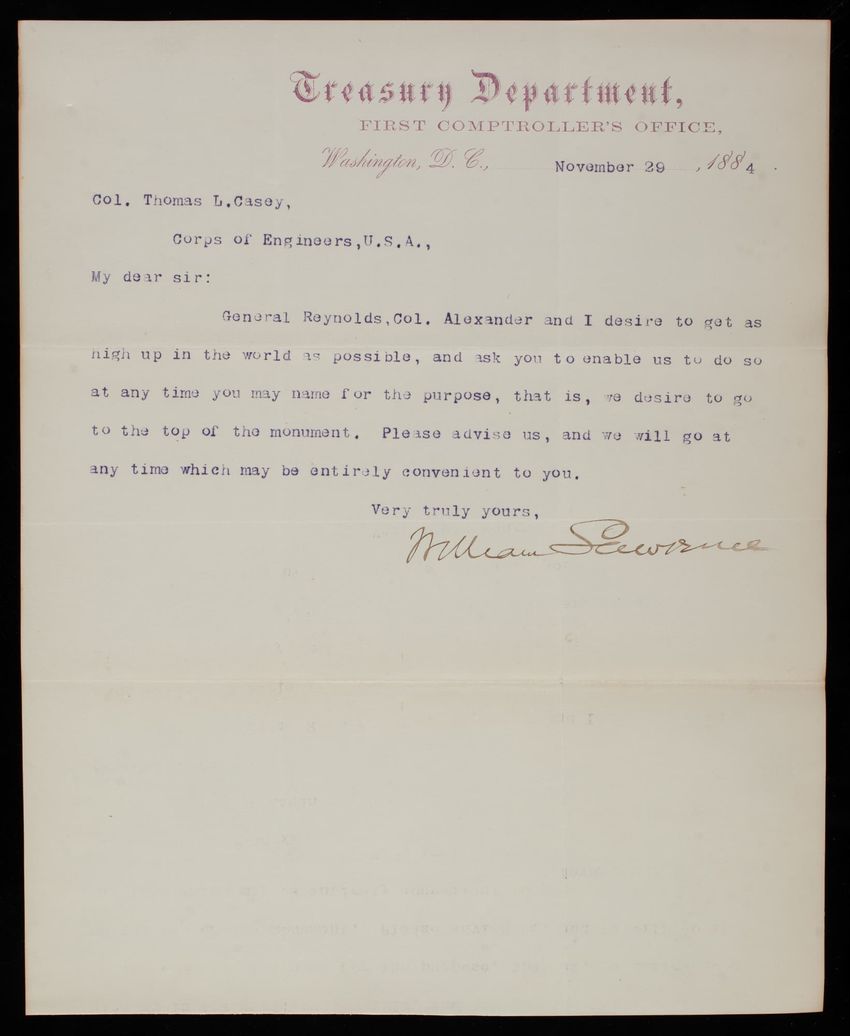 Treasury Department,
FIRST COMPTROLLER'S OFFICE,
Washington, D. C., November 29, 1884.
Col. Thomas L.Casey,
Corps of Engineers,U.S.A.,
My dear sir:
General Reynolds,Col. Alexander and I desire to get as
high up in the world as possible, and ask you to enable us to do so
at any time you may name for the purpose, that is, we desire to go
to the top of the monument. Please advise us, and we will go at
any time which may be entirely convenient to you.
Very truly yours,
William Lawrence